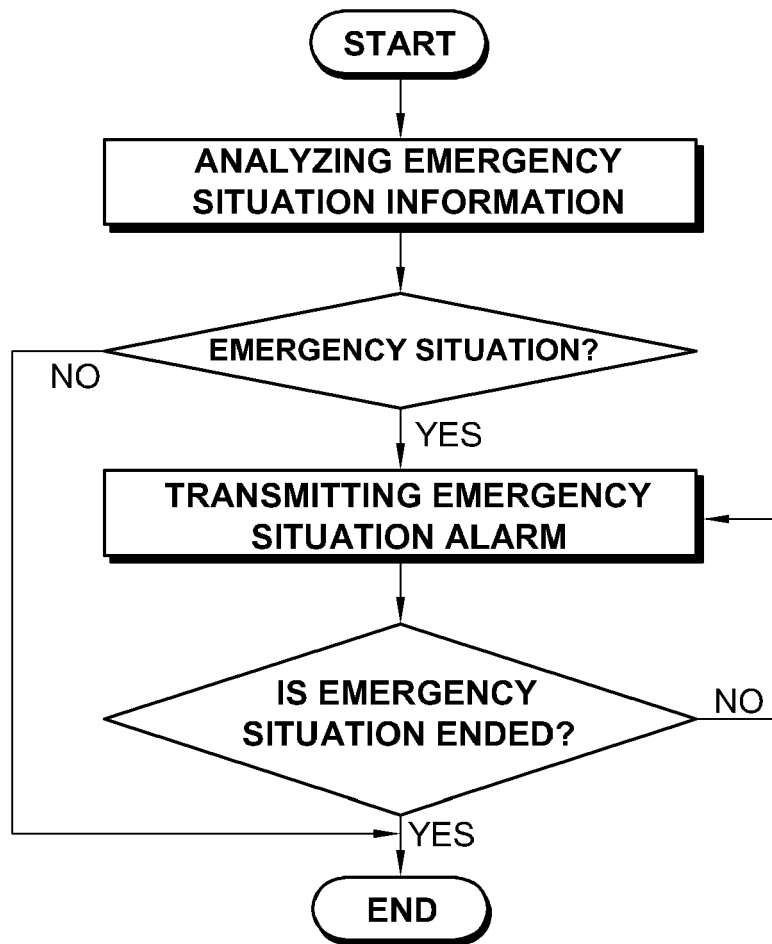 START
ANALYZING EMERGENCY
SITUATION INFORMATION
EMERGENCY SITUATION?
NO
YES
TRANSMITTING EMERGENCY
SITUATION ALARM
IS EMERGENCY
SITUATION ENDED?
NO
YES
END